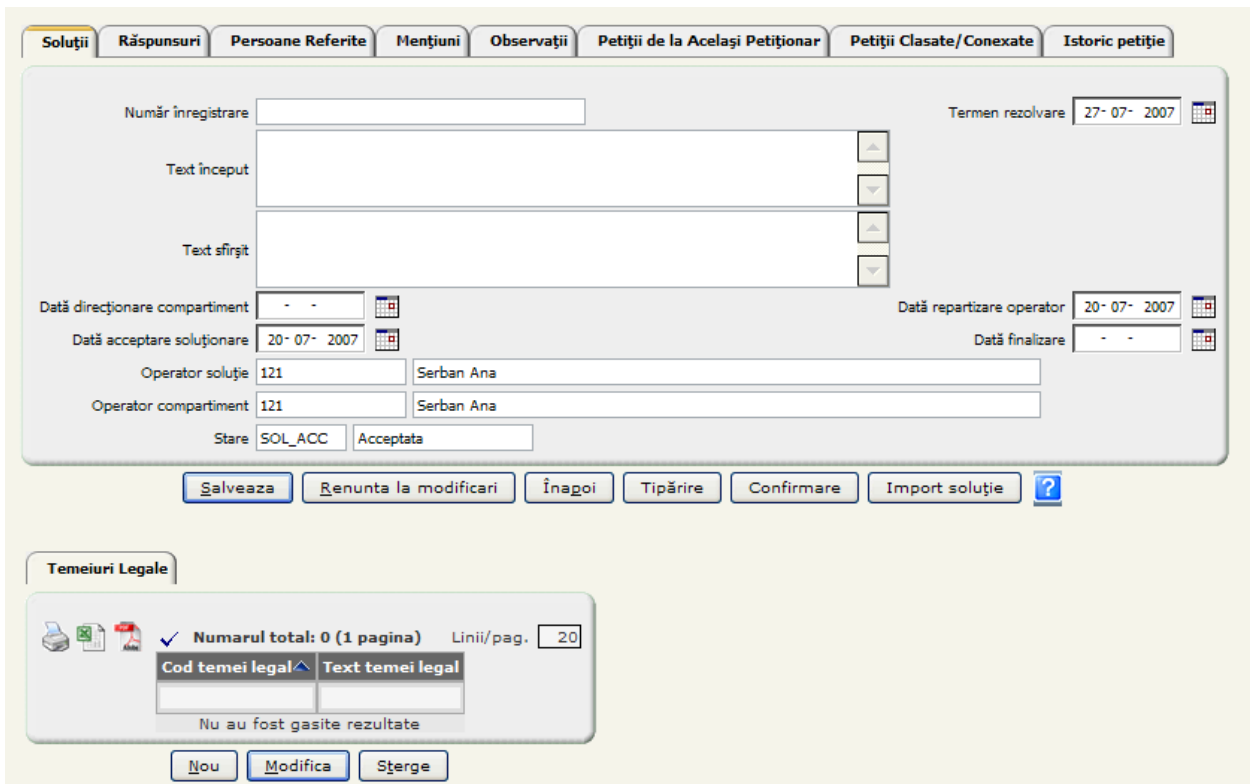 Soluții Răspunsuri Persoane Referite Mențiuni Observații Petiții de la Același Petiționar Petiții Clasate/Conexate Istoric petiție
Număr înregistrare Termen rezolvare 27- 07- 2007
Text început
Text sfîrșit
Dată direcționare compartiment - - Dată repartizare operator 20- 07- 2007
Dată acceptare soluționare 20- 07- 2007 Dată finalizare - -
Operator soluție 121 Serban Ana
Operator compartiment 121 Serban Ana
Stare SOL_ACC Acceptata
Salveaza Renunta la modificari Înapoi Tipărire Confirmare Import soluție ?
Temeiuri Legale
Numarul total: 0 (1 pagina) Linii/pag. 20
Cod temei legal Text temei legal
Nu au fost gasite rezultate
Nou Modifica Sterge